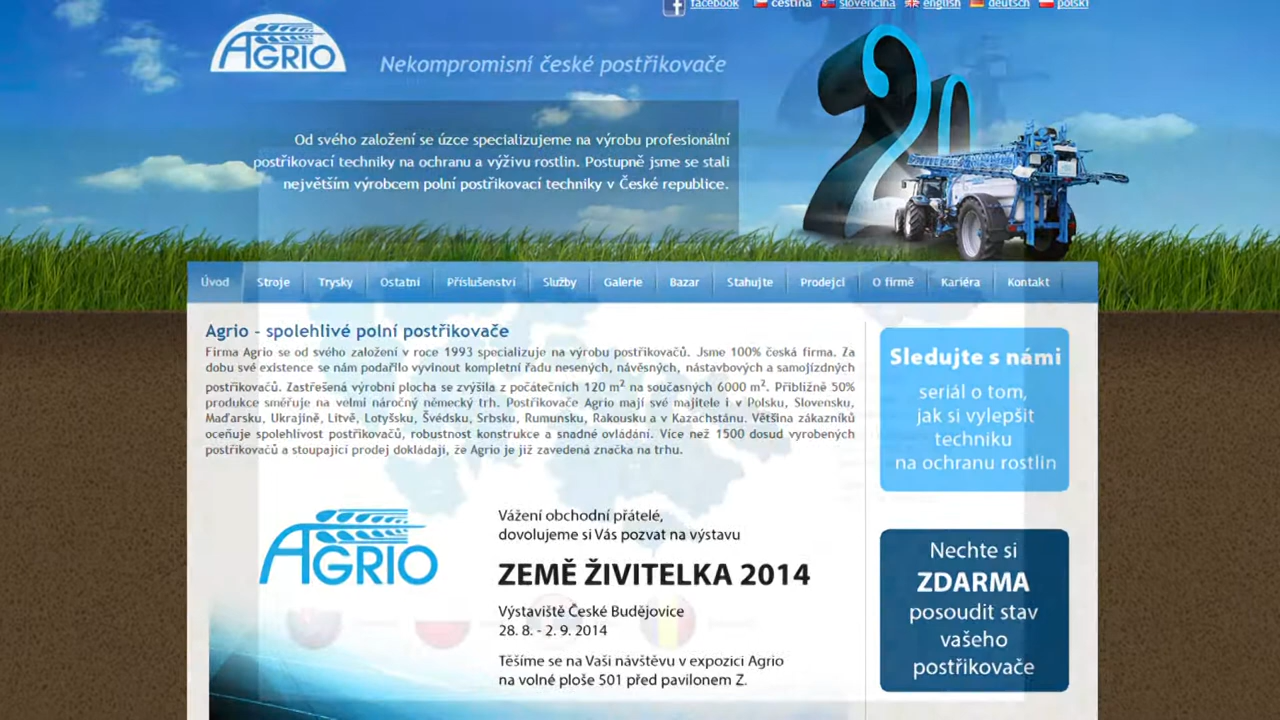 facebook čeština slovenčina english deutsch polski
AGRIO
Nekompromisní české postřikovače
20
Od svého založení se úzce specializujeme na výrobu profesionální
postřikovací techniky na ochranu a výživu rostlin. Postupně jsme se stali
největším výrobcem polní postřikovací techniky v České republice.
Úvod Stroje Trysky Ostatní Příslušenství Služby Galerie Bazar Stahujte Prodejci O firmě Kariéra Kontakt
Agrio - spolehlivé polní postřikovače
Firma Agrio se od svého založení v roce 1993 specializuje na výrobu postřikovačů. Jsme 100% česká firma. Za
dobu své existence se nám podařilo vyvinout kompletní řadu nesených, návěsných, nástavbových a samojízdných
postřikovačů. Zastřešená výrobní plocha se zvýšila z počátečních 120 m² na současných 6000 m². Přibližně 50%
produkce směřuje na velmi náročný německý trh. Postřikovače Agrio mají své majitele i v Polsku, Slovensku,
Maďarsku, Ukrajině, Litvě, Lotyšsku, Švédsku, Srbsku, Rumunsku, Rakousku a v Kazachstánu. Většina zákazníků
oceňuje spolehlivost postřikovačů, robustnost konstrukce a snadné ovládání. Více než 1500 dosud vyrobených
postřikovačů a stoupající prodej dokládají, že Agrio je již zavedená značka na trhu.
Sledujte s námi
seriál o tom,
jak si vylepšit
techniku
na ochranu rostlin
AGRIO
Vážení obchodní přátelé,
dovolujeme si Vás pozvat na výstavu
ZEMĚ ŽIVITELKA 2014
Výstaviště České Budějovice
28. 8. - 2. 9. 2014
Těšíme se na Vaši návštěvu v expozici Agrio
na volné ploše 501 před pavilonem Z.
Nechte si
ZDARMA
posoudit stav
vašeho
postřikovače